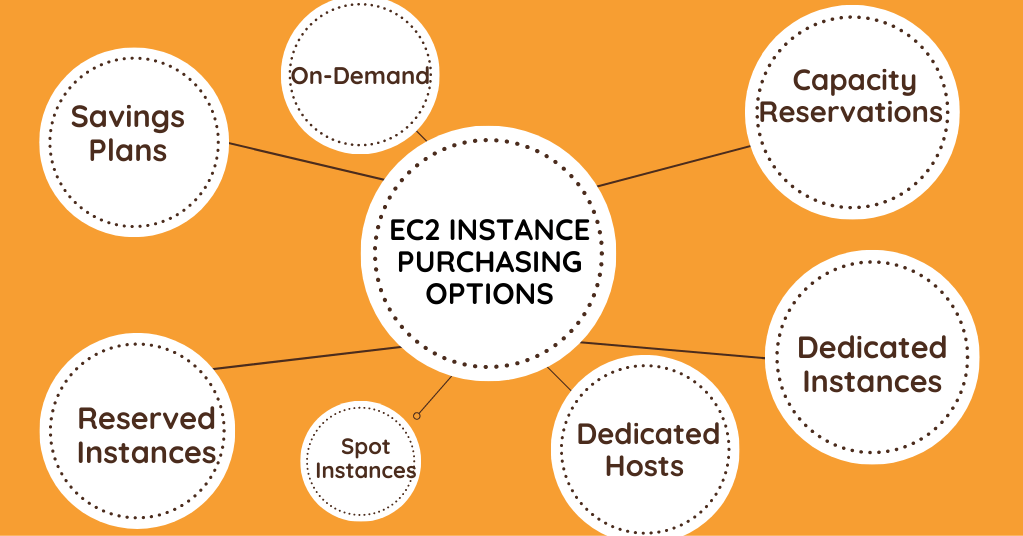 On-Demand
Capacity
Reservations
Savings
Plans
EC2 INSTANCE
PURCHASING
OPTIONS
Dedicated
Instances
Reserved
Instances
Spot
Instances
Dedicated
Hosts